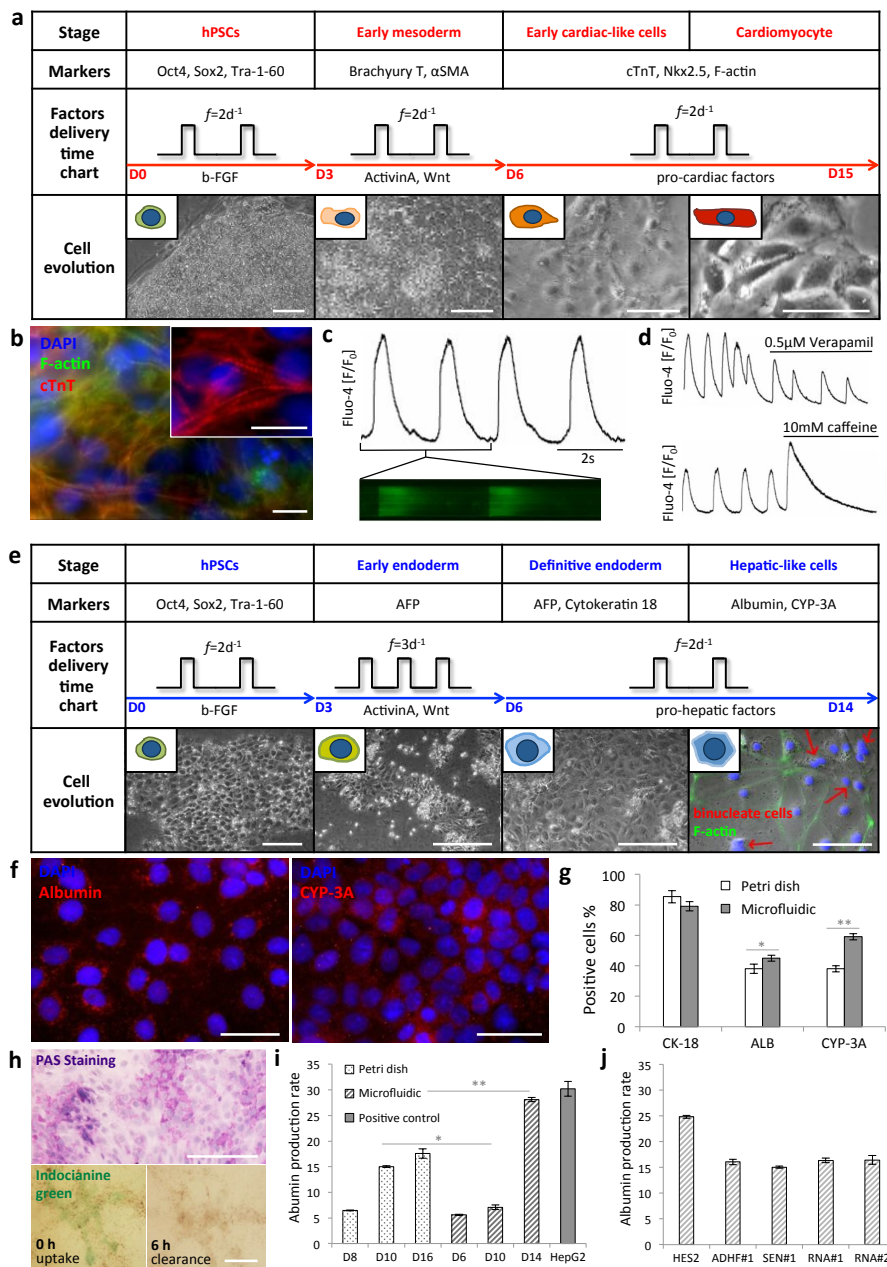 a
Stage hPSCs Early mesoderm Early cardiac-like cells Cardiomyocyte
Markers Oct4, Sox2, Tra-1-60 Brachyury T, αSMA cTnT, Nkx2.5, F-actin
Factors delivery time chart
f=2d-1 f=2d-1 f=2d-1
D0 D3 D6 D15
b-FGF ActivinA, Wnt pro-cardiac factors
Cell evolution
b
DAPI
F-actin
cTnT
c
Fluo-4 [F/F0]
2s
d
0.5μM Verapamil
Fluo-4 [F/F0]
10mM caffeine
Fluo-4 [F/F0]
e
Stage hPSCs Early endoderm Definitive endoderm Hepatic-like cells
Markers Oct4, Sox2, Tra-1-60 AFP AFP, Cytokeratin 18 Albumin, CYP-3A
Factors delivery time chart
f=2d-1 f=3d-1 f=2d-1
D0 D3 D6 D14
b-FGF ActivinA, Wnt pro-hepatic factors
Cell evolution
binucleate cells
F-actin
f
DAPI
Albumin
DAPI
CYP-3A
g
Positive cells %
100
80
60
40
20
0
Petri dish
Microfluidic
*
**
CK-18 ALB CYP-3A
h
PAS Staining
Indocianine green
0 h
uptake
6 h
clearance
i
Abumin production rate
35
30
25
20
15
10
5
0
Petri dish
Microfluidic
Positive control
**
*
D8 D10 D16 D6 D10 D14 HepG2
j
Albumin production rate
35
30
25
20
15
10
5
0
HES2 ADHF#1 SEN#1 RNA#1 RNA#2